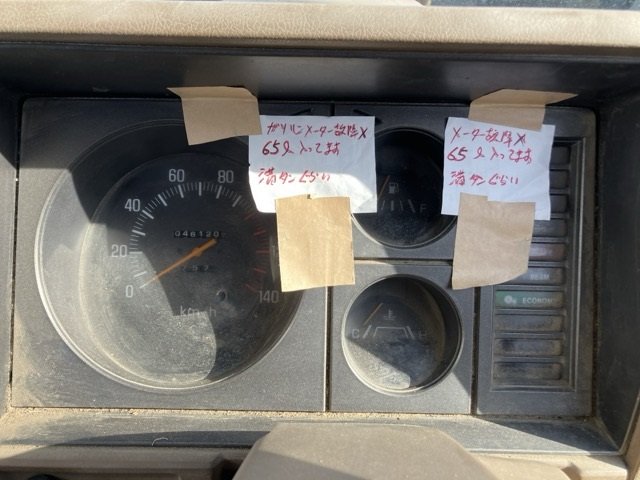 ガソリンメーター故障×
65ℓ入ってます
満タンぐらい
メーター故障×
65ℓ入ってます
満タンぐらい
0
20
40
60
80
140
km/h
046120
F
C
H
BEAM
ECONOMY